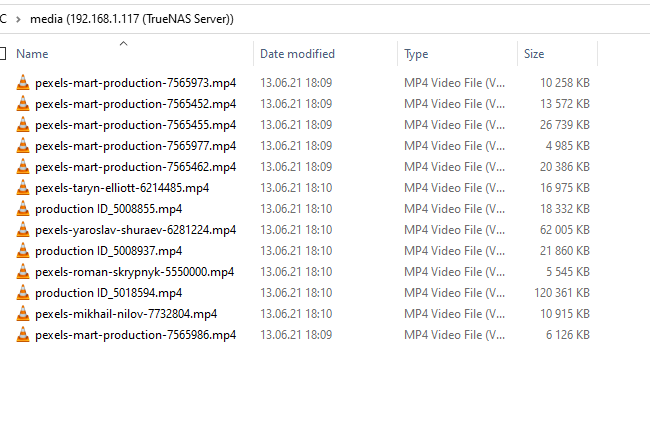 C > media (192.168.1.117 (TrueNAS Server))
Name Date modified Type Size
pexels-mart-production-7565973.mp4 13.06.21 18:09 MP4 Video File (V... 10 258 KB
pexels-mart-production-7565452.mp4 13.06.21 18:09 MP4 Video File (V... 13 572 KB
pexels-mart-production-7565455.mp4 13.06.21 18:09 MP4 Video File (V... 26 739 KB
pexels-mart-production-7565977.mp4 13.06.21 18:09 MP4 Video File (V... 4 985 KB
pexels-mart-production-7565462.mp4 13.06.21 18:09 MP4 Video File (V... 20 386 KB
pexels-taryn-elliott-6214485.mp4 13.06.21 18:10 MP4 Video File (V... 16 975 KB
production ID_5008855.mp4 13.06.21 18:10 MP4 Video File (V... 18 332 KB
pexels-yaroslav-shuraev-6281224.mp4 13.06.21 18:10 MP4 Video File (V... 62 005 KB
production ID_5008937.mp4 13.06.21 18:10 MP4 Video File (V... 21 860 KB
pexels-roman-skrypnyk-5550000.mp4 13.06.21 18:10 MP4 Video File (V... 5 545 KB
production ID_5018594.mp4 13.06.21 18:10 MP4 Video File (V... 120 361 KB
pexels-mikhail-nilov-7732804.mp4 13.06.21 18:10 MP4 Video File (V... 10 915 KB
pexels-mart-production-7565986.mp4 13.06.21 18:09 MP4 Video File (V... 6 126 KB